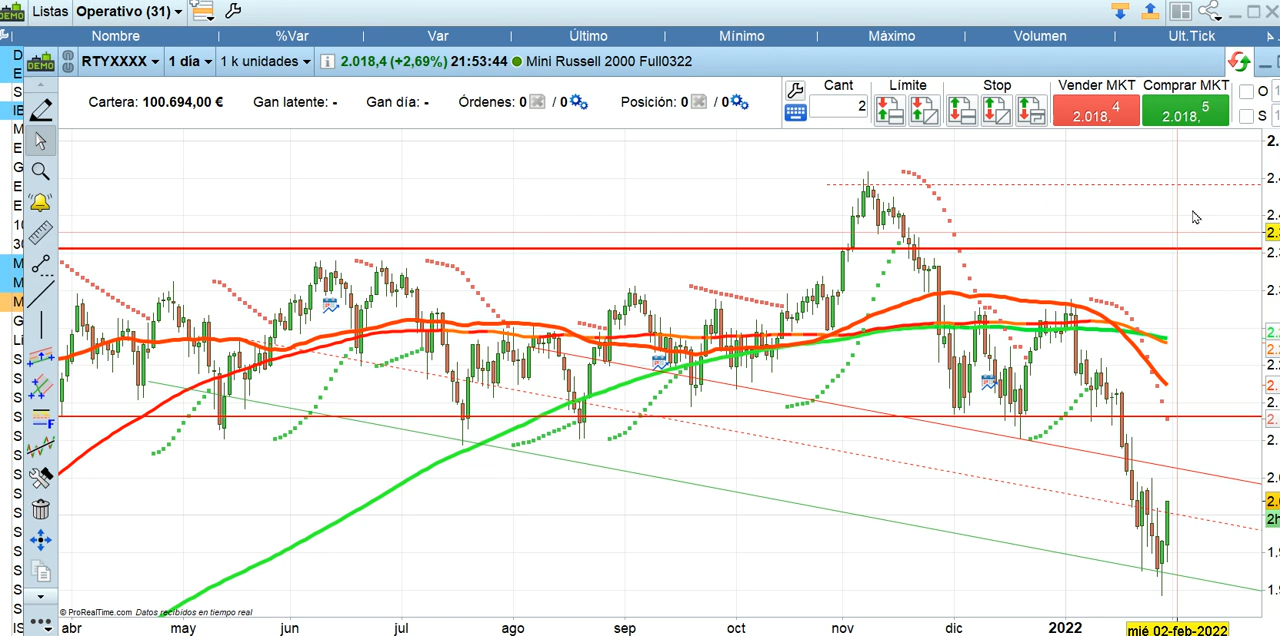 DEMO Listas Operativo (31)
Nombre %Var Var Último Mínimo Máximo Volumen Ult.Tick
DEMO RTYXXXX 1 día 1 k unidades 2.018,4 (+2,69%) 21:53:44 Mini Russell 2000 Full0322
Cartera: 100.694,00 € Gan latente: - Gan día: - Órdenes: 0 / 0 Posición: 0 / 0
Cant Límite Stop Vender MKT Comprar MKT
2 2.018, 4 2.018, 5
O
S
© ProRealTime.com Datos recibidos en tiempo real
abr may jun jul ago sep oct nov dic 2022 mié 02-feb-2022